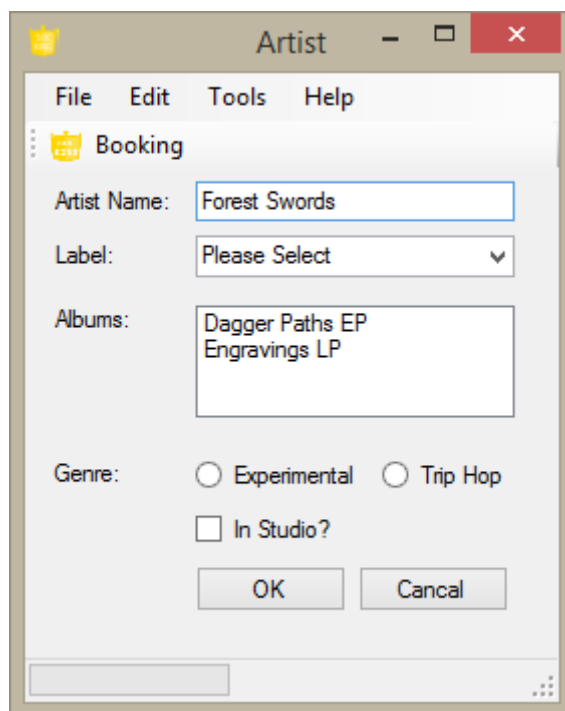 Artist
File Edit Tools Help
Booking
Artist Name: Forest Swords
Label: Please Select
Albums: Dagger Paths EP
Engravings LP
Genre: Experimental Trip Hop
In Studio?
OK Cancal